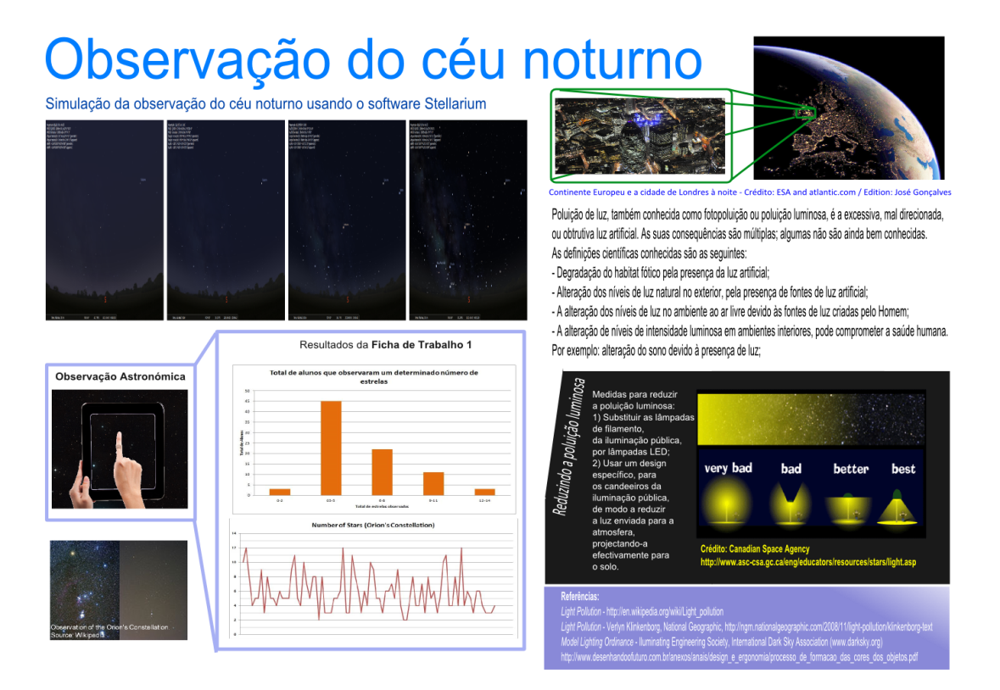 Observação do céu noturno
Simulação da observação do céu noturno usando o software Stellarium
Continente Europeu e a cidade de Londres à noite - Crédito: ESA and atlantic.com / Edition: José Gonçalves
Poluição de luz, também conhecida como fotopoluição ou poluição luminosa, é a excessiva, mal direcionada,
ou obtrutiva luz artificial. As suas consequências são múltiplas; algumas não são ainda bem conhecidas.
As definições científicas conhecidas são as seguintes:
- Degradação do habitat fótico pela presença da luz artificial;
- Alteração dos níveis de luz natural no exterior, pela presença de fontes de luz artificial;
- A alteração dos níveis de luz no ambiente ao ar livre devido às fontes de luz criadas pelo Homem;
- A alteração de níveis de intensidade luminosa em ambientes interiores, pode comprometer a saúde humana.
Por exemplo: alteração do sono devido à presença de luz;
Observação Astronómica
Observation of the Orion's Constellation.
Source: Wikipedia
Resultados da Ficha de Trabalho 1
Total de alunos que observaram um determinado número de
estrelas
Total de Alunos
50
45
40
35
30
25
20
15
10
5
0
0-2
03-5
6-8
9-11
12-14
Total de estrelas observadas
Number of Stars (Orion's Constellation)
14
12
10
8
6
4
2
0
Reduzindo a poluição luminosa
Medidas para reduzir
a poluição luminosa:
1) Substituir as lâmpadas
de filamento,
da iluminação pública,
por lâmpadas LED;
2) Usar um design
específico, para
os candeeiros da
iluminação pública,
de modo a reduzir
a luz enviada para a
atmosfera,
projectando-a
efectivamente para
o solo.
very bad bad better best
Crédito: Canadian Space Agency
http://www.asc-csa.gc.ca/eng/educators/resources/stars/light.asp
Referências:
Light Pollution - http://en.wikipedia.org/wiki/Light_pollution
Light Pollution - Verlyn Klinkenborg, National Geographic, http://ngm.nationalgeographic.com/2008/11/light-pollution/klinkenborg-text
Model Lighting Ordinance - Iluminating Engineering Society, International Dark Sky Association (www.darksky.org)
http://www.desenhandoofuturo.com.br/anexos/anais/design_e_ergonomia/processo_de_formacao_das_cores_dos_objetos.pdf